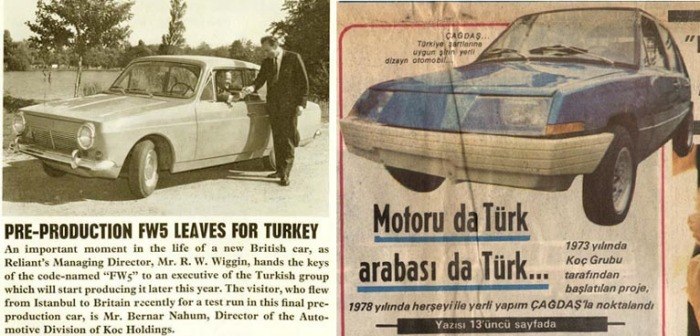 PRE-PRODUCTION FW5 LEAVES FOR TURKEY
An important moment in the life of a new British car, as
Reliant's Managing Director, Mr. R. W. Wiggin, hands the keys
of the code-named "FW5" to an executive of the Turkish group
which will start producing it later this year. The visitor, who flew
from Istanbul to Britain recently for a test run in this final pre-
production car, is Mr. Bernar Nahum, Director of the Auto-
motive Division of Koc Holdings.
ÇAĞDAŞ...
Türkiye şartlarına
uygun şirin yerli
dizayn otomobil...
Motoru da Türk
arabası da Türk...
1973 yılında
Koç Grubu
tarafından
başlatılan proje,
1978 yılında herşeyi ile yerli yapım ÇAĞDAŞ'la noktalandı
Yazısı 13'üncü sayfada